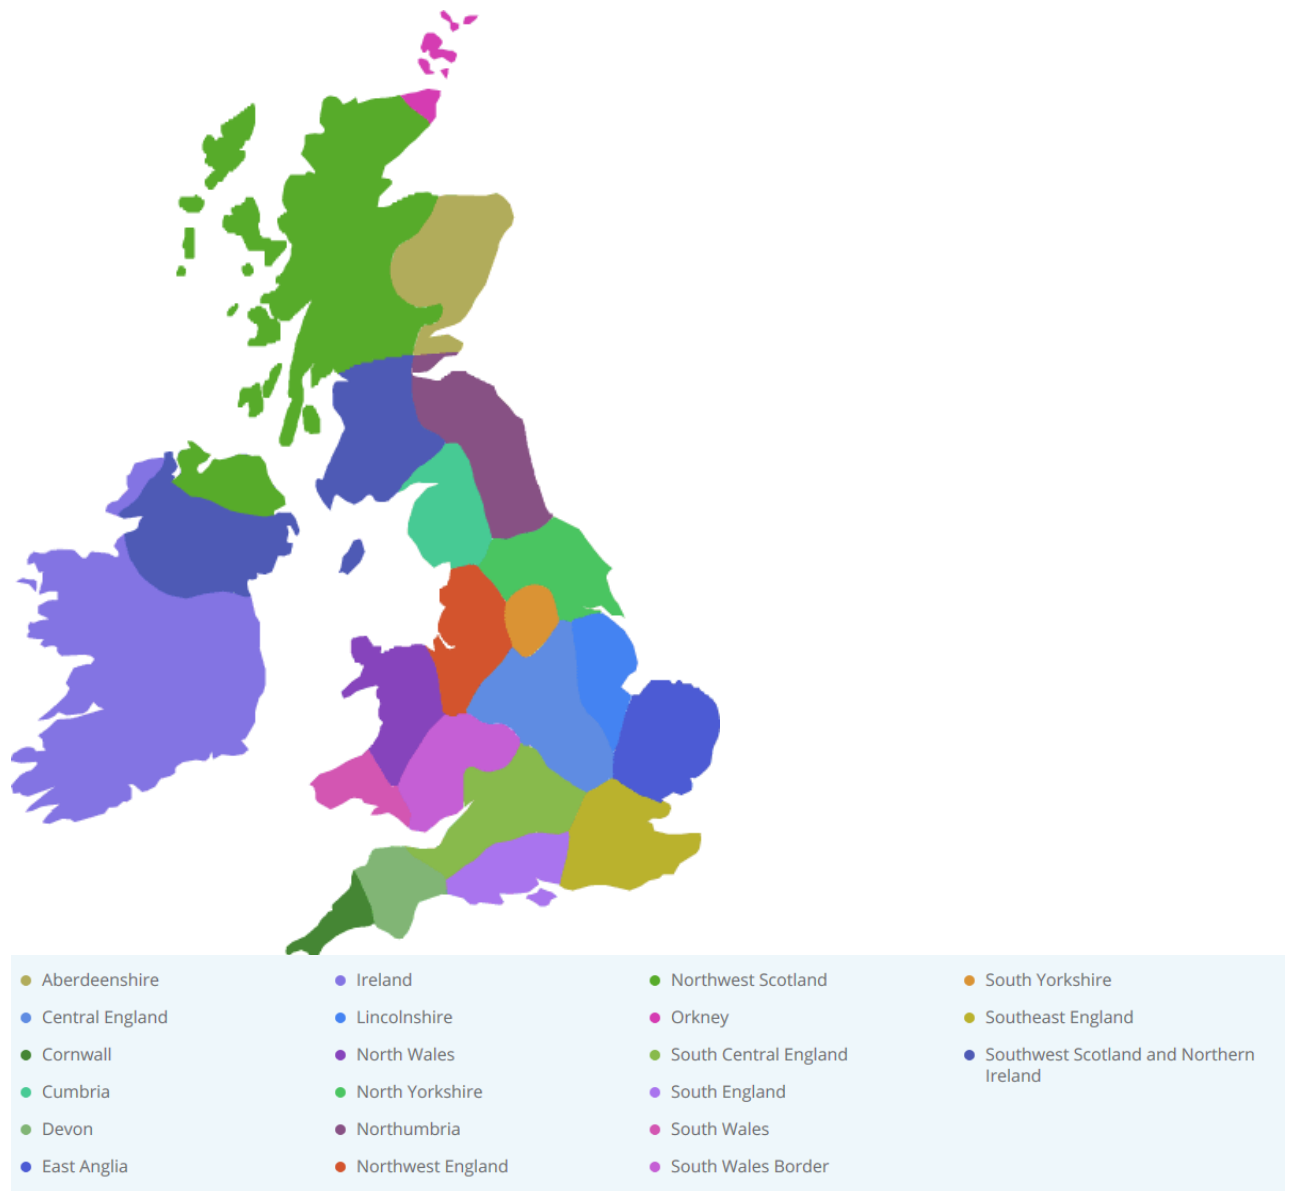 Aberdeenshire
Central England
Cornwall
Cumbria
Devon
East Anglia
Ireland
Lincolnshire
North Wales
North Yorkshire
Northumbria
Northwest England
Northwest Scotland
Orkney
South Central England
South England
South Wales
South Wales Border
South Yorkshire
Southeast England
Southwest Scotland and Northern
Ireland